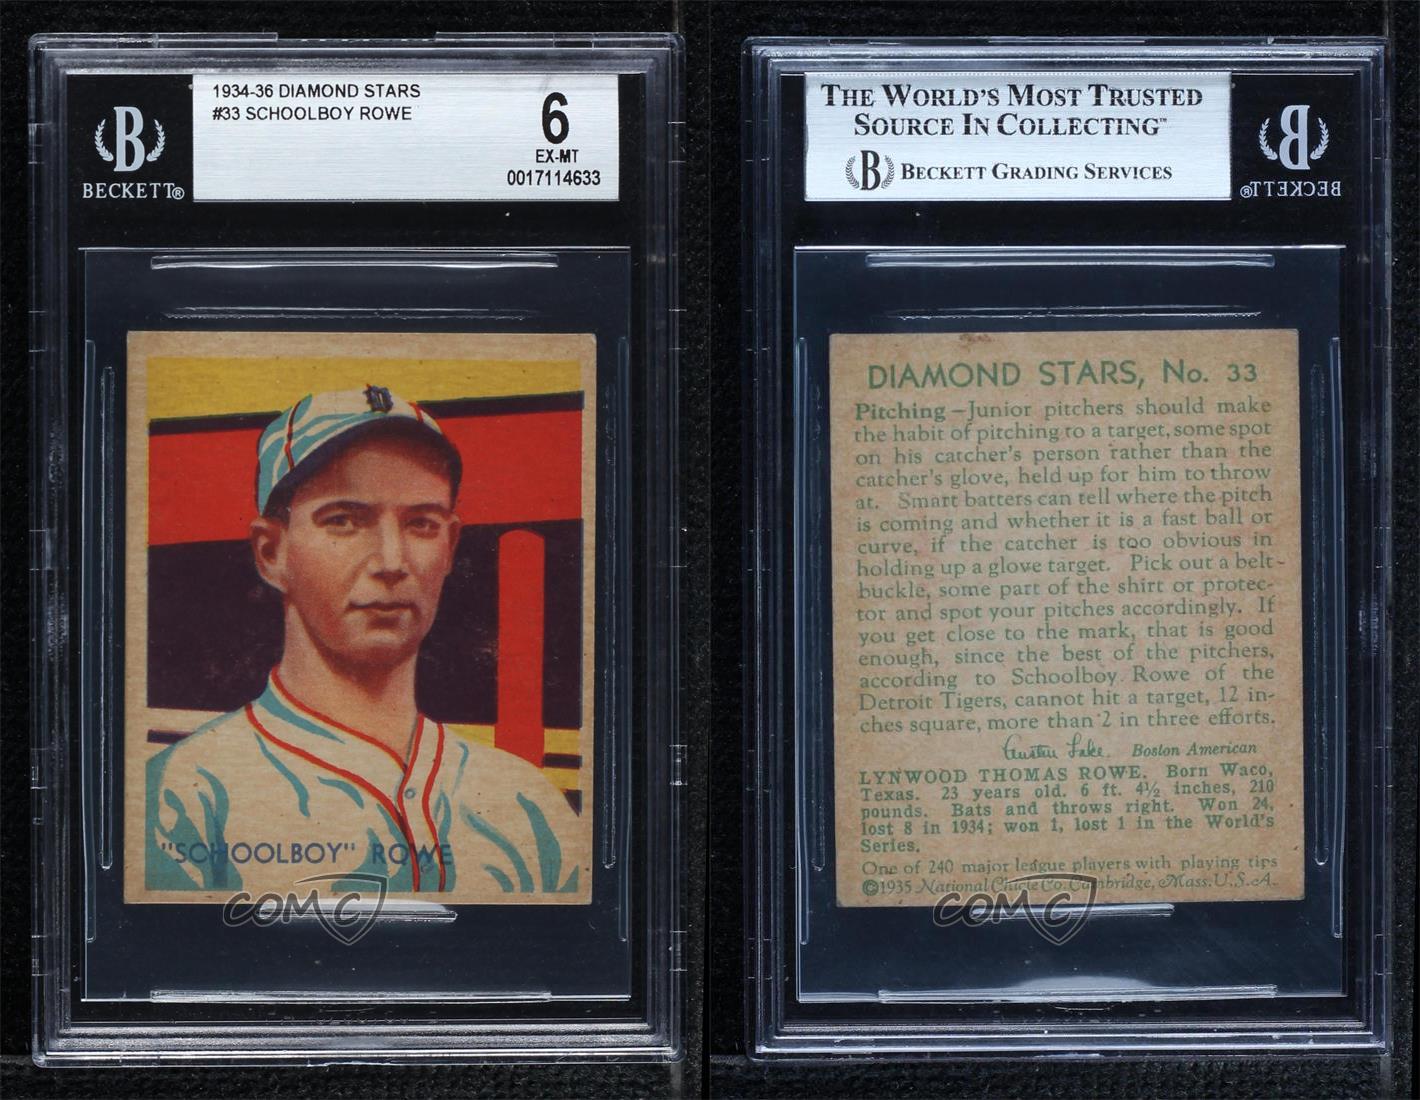 1934-36 DIAMOND STARS
#33 SCHOOLBOY ROWE
6
EX-MT
0017114633
B
BECKETT®
D
"SCHOOLBOY" ROWE
COMC
THE WORLD'S MOST TRUSTED
SOURCE IN COLLECTING™
B BECKETT GRADING SERVICES
B
BECKETT®
DIAMOND STARS, No. 33
Pitching—Junior pitchers should make
the habit of pitching to a target, some spot
on his catcher's person rather than the
catcher's glove, held up for him to throw
at. Smart batters can tell where the pitch
is coming and whether it is a fast ball or
curve, if the catcher is too obvious in
holding up a glove target. Pick out a belt-
buckle, some part of the shirt or protec-
tor and spot your pitches accordingly. If
you get close to the mark, that is good
enough, since the best of the pitchers,
according to Schoolboy Rowe of the
Detroit Tigers, cannot hit a target, 12 in-
ches square, more than 2 in three efforts.
Austen Lake. Boston American
LYNWOOD THOMAS ROWE. Born Waco,
Texas. 23 years old. 6 ft. 4½ inches, 210
pounds. Bats and throws right. Won 24,
lost 8 in 1934; won 1, lost 1 in the World's
Series.
One of 240 major league players with playing tips
©1935 National Chicle Co. Cambridge, Mass. U.S.A.
COMC